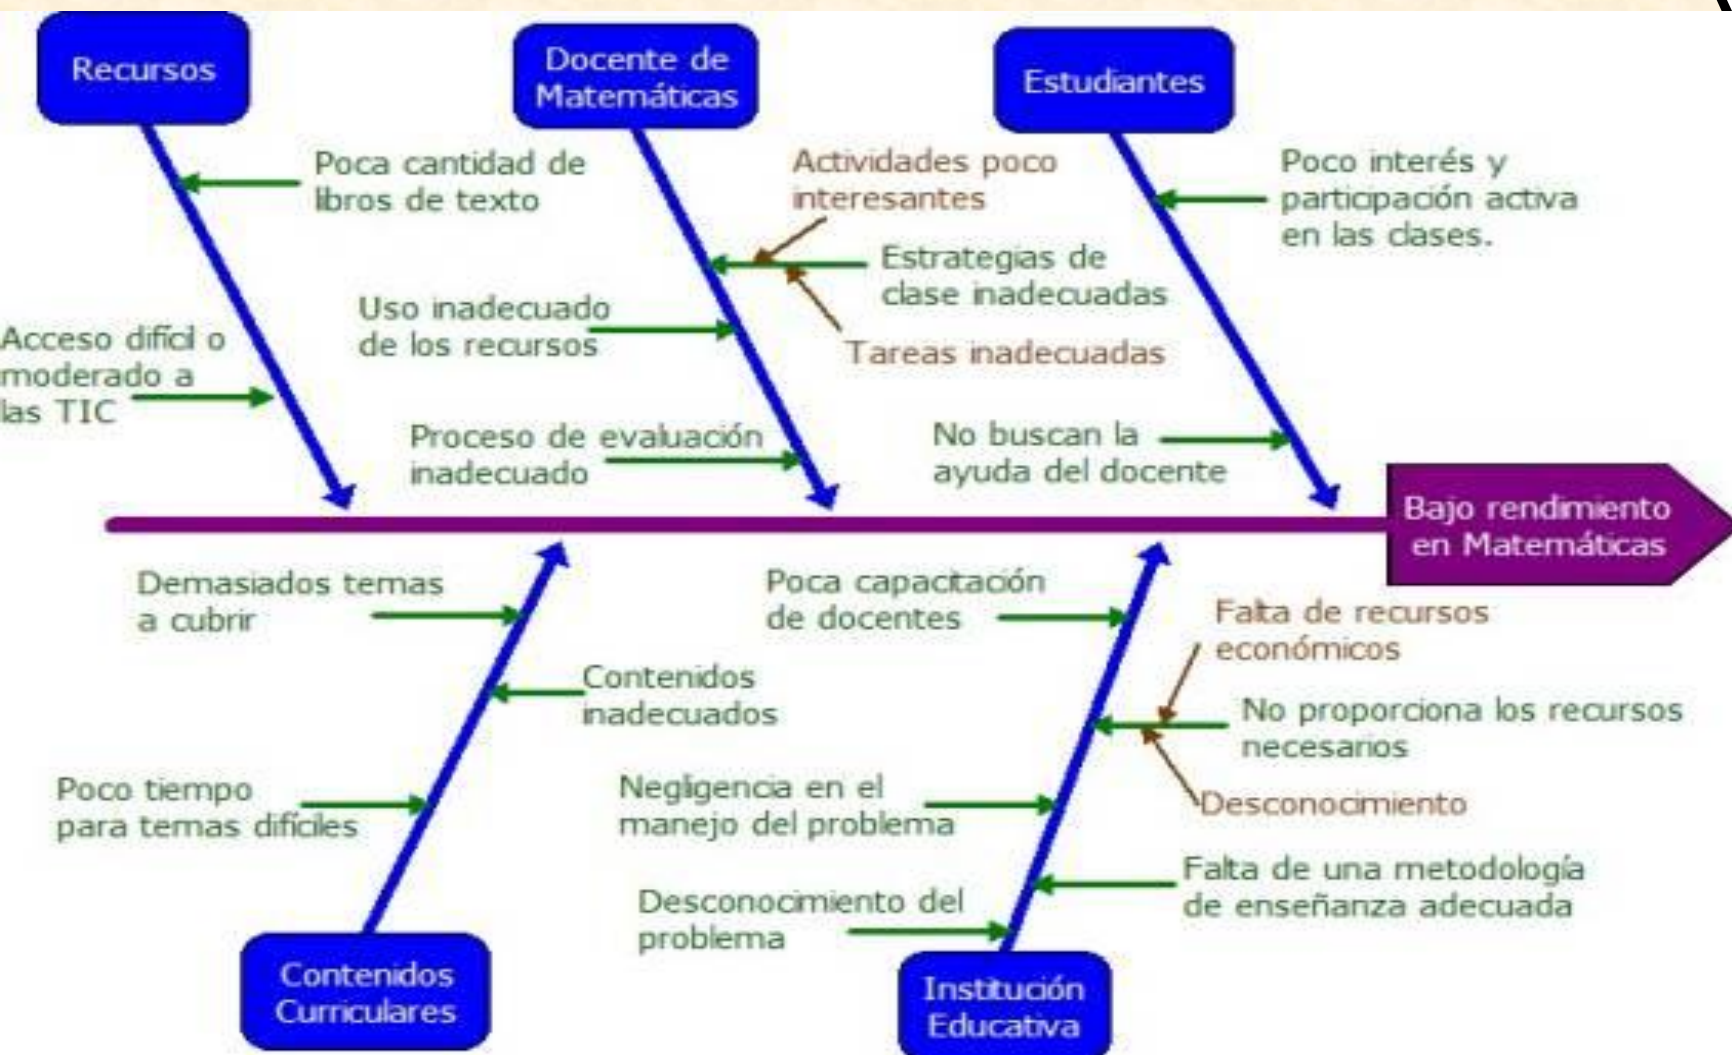 Recursos
Docente de
Matemáticas
Estudiantes
Poca cantidad de
libros de texto
Actividades poco
interesantes
Poco interés y
participación activa
en las clases.
Estrategias de
clase inadecuadas
Uso inadecuado
de los recursos
Acceso difícil o
moderado a
las TIC
Tareas inadecuadas
Proceso de evaluación
inadecuado
No buscan la
ayuda del docente
Bajo rendimiento
en Matemáticas
Demasiados temas
a cubrir
Poca capacitación
de docentes
Falta de recursos
económicos
Contenidos
inadecuados
No proporciona los recursos
necesarios
Poco tiempo
para temas difíciles
Negligencia en el
manejo del problema
Desconocimiento
Falta de una metodología
de enseñanza adecuada
Desconocimiento del
problema
Contenidos
Curriculares
Institución
Educativa